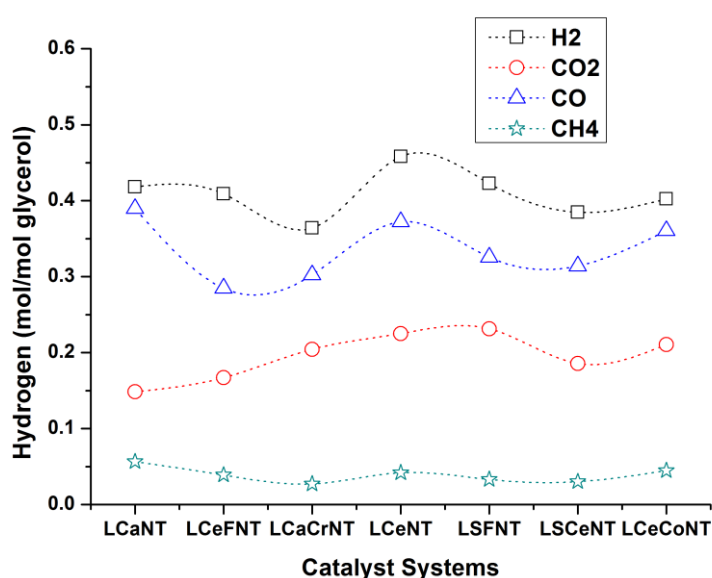 H2
CO2
CO
CH4
Hydrogen (mol/mol glycerol)
0.6
0.5
0.4
0.3
0.2
0.1
0.0
LCaNT LCeFNT LCaCrNT LCeNT LSFNT LSCeNT LCeCoNT
Catalyst Systems